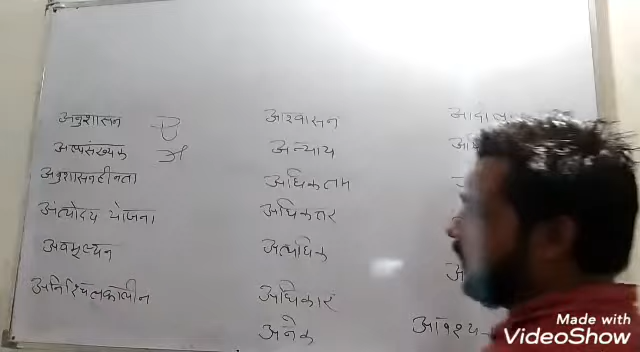 अनुशासन ए
अल्पसंख्यक अ
अनुशासनहीनता
अंत्योदय योजना
अवमूल्यन
अनिश्चितकालीन
आश्वासन
अन्याय
अधिकतम
अधिकतर
अत्यधिक
अधिकार
अनेक
Made with
VideoShow